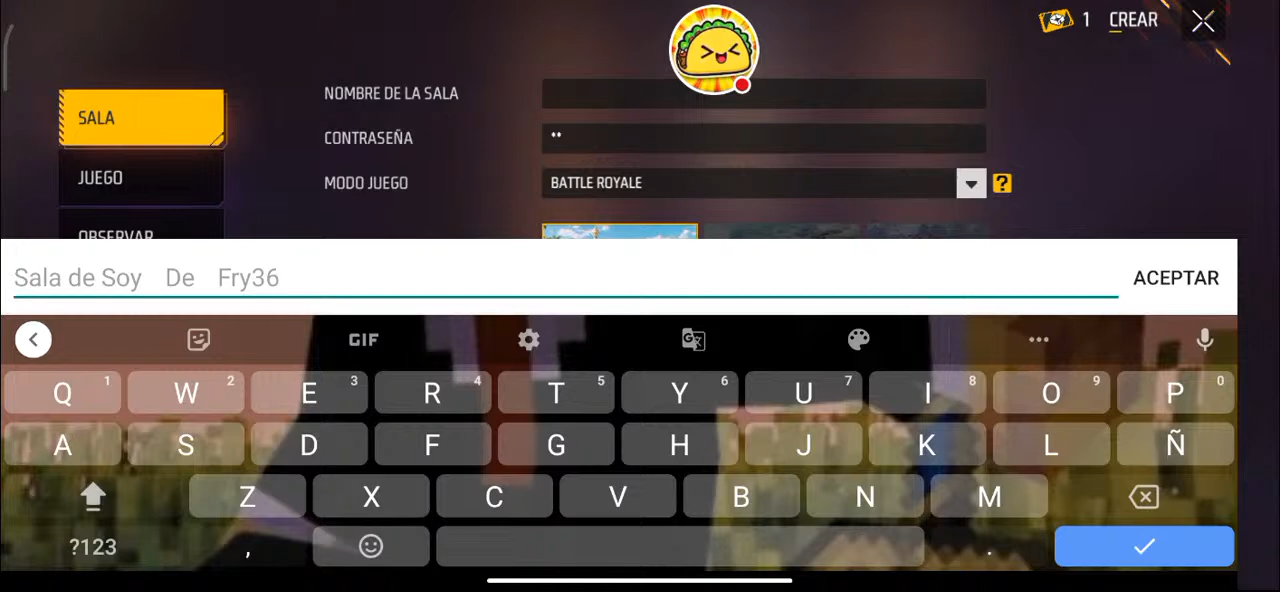 1 CREAR
NOMBRE DE LA SALA
SALA
CONTRASEÑA
••
JUEGO
MODO JUEGO
BATTLE ROYALE
?
OBSERVAR
Sala de Soy De Fry36
ACEPTAR
GIF
Q 1 W 2 E 3 R 4 T 5 Y 6 U 7 I 8 O 9 P 0
A S D F G H J K L Ñ
Z X C V B N M
?123 , .